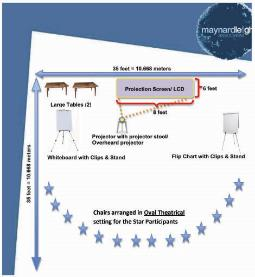 maynardleigh
35 feet = 10.668 meters
Projection Screen/ LCD
6 feet
Large Tables (2)
8 feet
Projector with projector stool/
Overheard projector
Whiteboard with Clips & Stand
Flip Chart with Clips & Stand
35 feet = 10.668 meters
Chairs arranged in Oval Theatrical
setting for the Star Participants